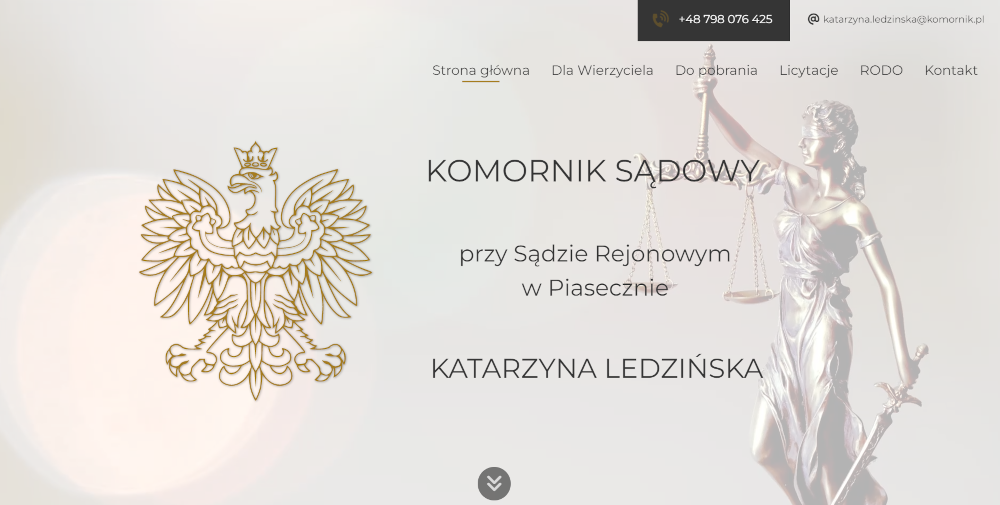 +48 798 076 425
katarzyna.ledzinska@komornik.pl
Strona główna Dla Wierzyciela Do pobrania Licytacje RODO Kontakt
KOMORNIK SĄDOWY
przy Sądzie Rejonowym
w Piasecznie
KATARZYNA LEDZIŃSKA